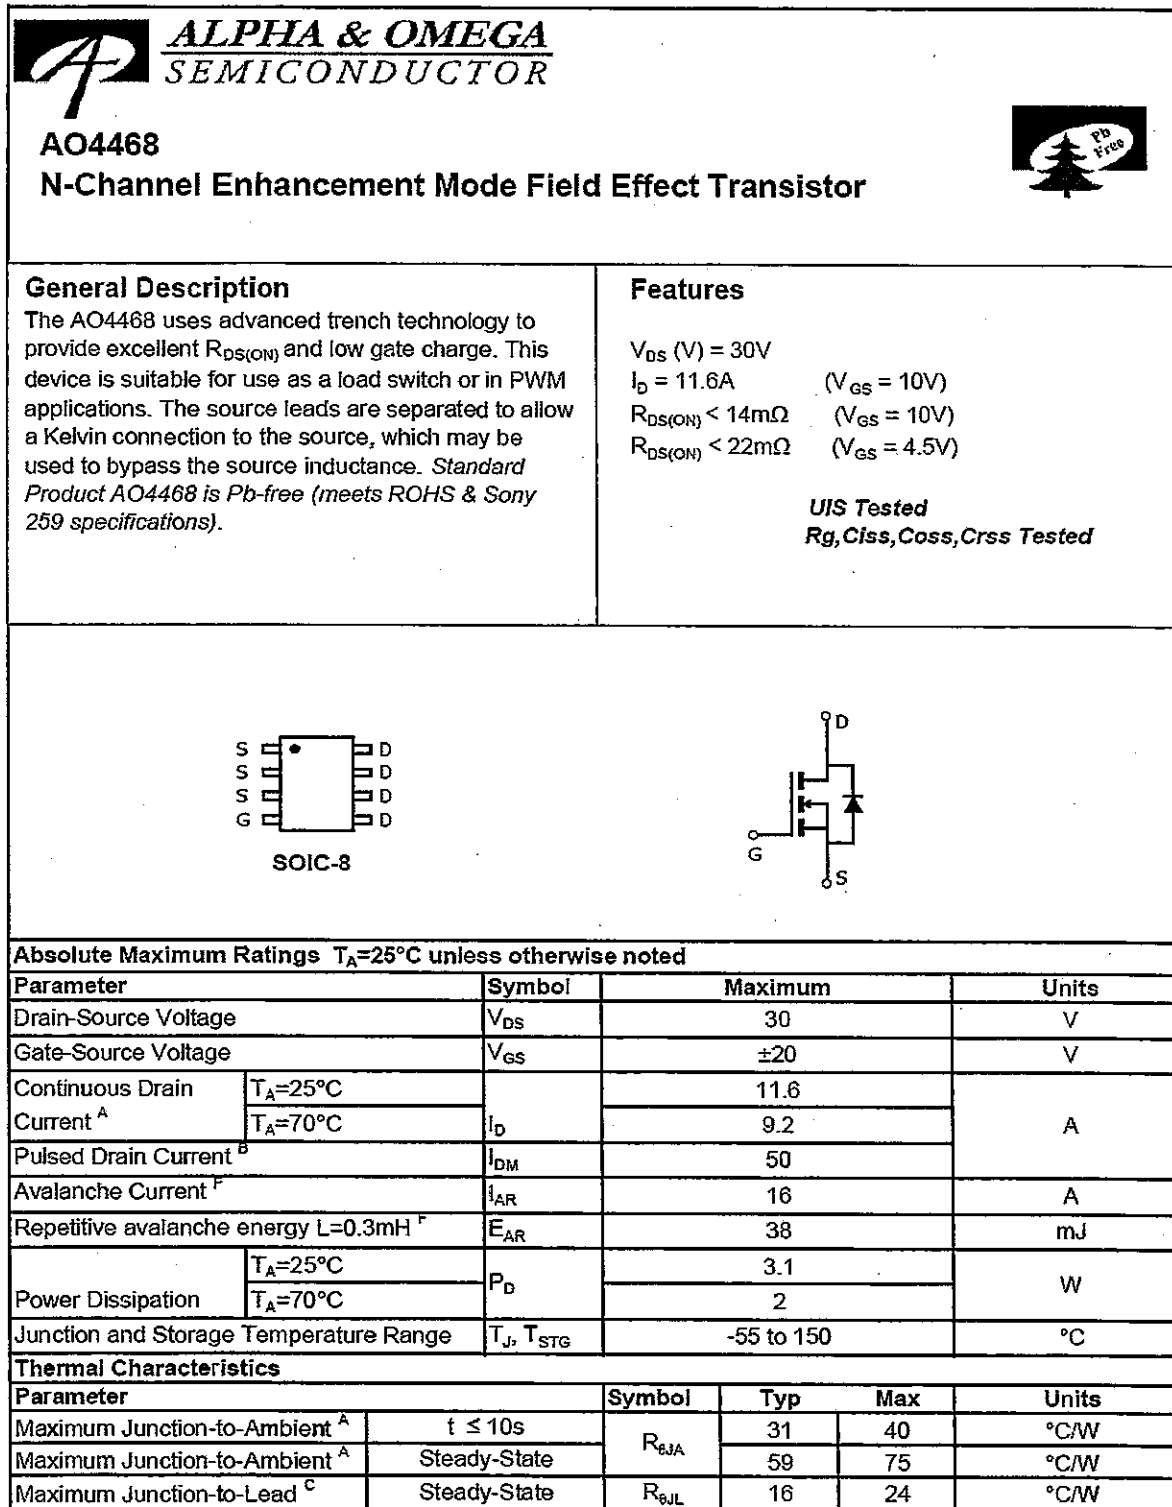 ALPHA & OMEGA
SEMICONDUCTOR
Pb Free
AO4468
N-Channel Enhancement Mode Field Effect Transistor
General Description
The AO4468 uses advanced trench technology to
provide excellent RDS(ON) and low gate charge. This
device is suitable for use as a load switch or in PWM
applications. The source leads are separated to allow
a Kelvin connection to the source, which may be
used to bypass the source inductance. Standard
Product AO4468 is Pb-free (meets ROHS & Sony
259 specifications).
Features
VDS (V) = 30V
ID = 11.6A (VGS = 10V)
RDS(ON) < 14mΩ (VGS = 10V)
RDS(ON) < 22mΩ (VGS = 4.5V)
UIS Tested
Rg,Ciss,Coss,Crss Tested
S D
S D
S D
G D
SOIC-8
D
G
S
Absolute Maximum Ratings TA=25°C unless otherwise noted
Parameter Symbol Maximum Units
Drain-Source Voltage VDS 30 V
Gate-Source Voltage VGS ±20 V
Continuous Drain TA=25°C 11.6
Current A TA=70°C ID 9.2 A
Pulsed Drain Current B IDM 50
Avalanche Current F IAR 16 A
Repetitive avalanche energy L=0.3mH F EAR 38 mJ
TA=25°C PD 3.1 W
Power Dissipation TA=70°C 2
Junction and Storage Temperature Range TJ, TSTG -55 to 150 °C
Thermal Characteristics
Parameter Symbol Typ Max Units
Maximum Junction-to-Ambient A t ≤ 10s RθJA 31 40 °C/W
Maximum Junction-to-Ambient A Steady-State 59 75 °C/W
Maximum Junction-to-Lead C Steady-State RθJL 16 24 °C/W